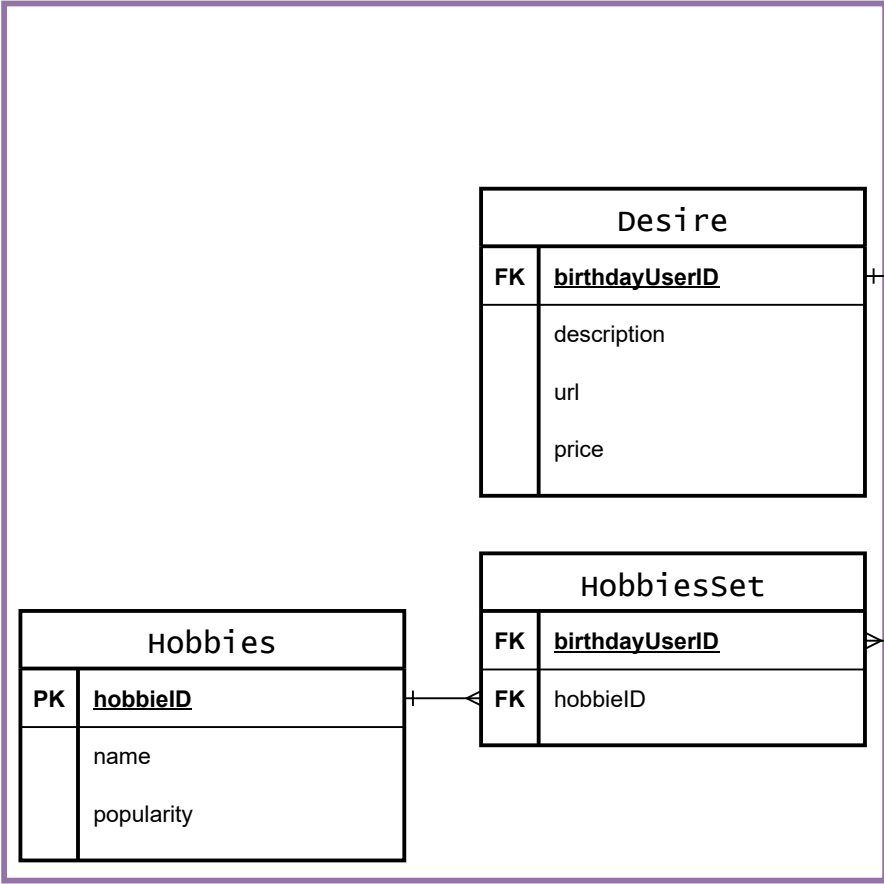 Desire
FK birthdayUserID
description
url
price
HobbiesSet
FK birthdayUserID
FK hobbieID
Hobbies
PK hobbieID
name
popularity